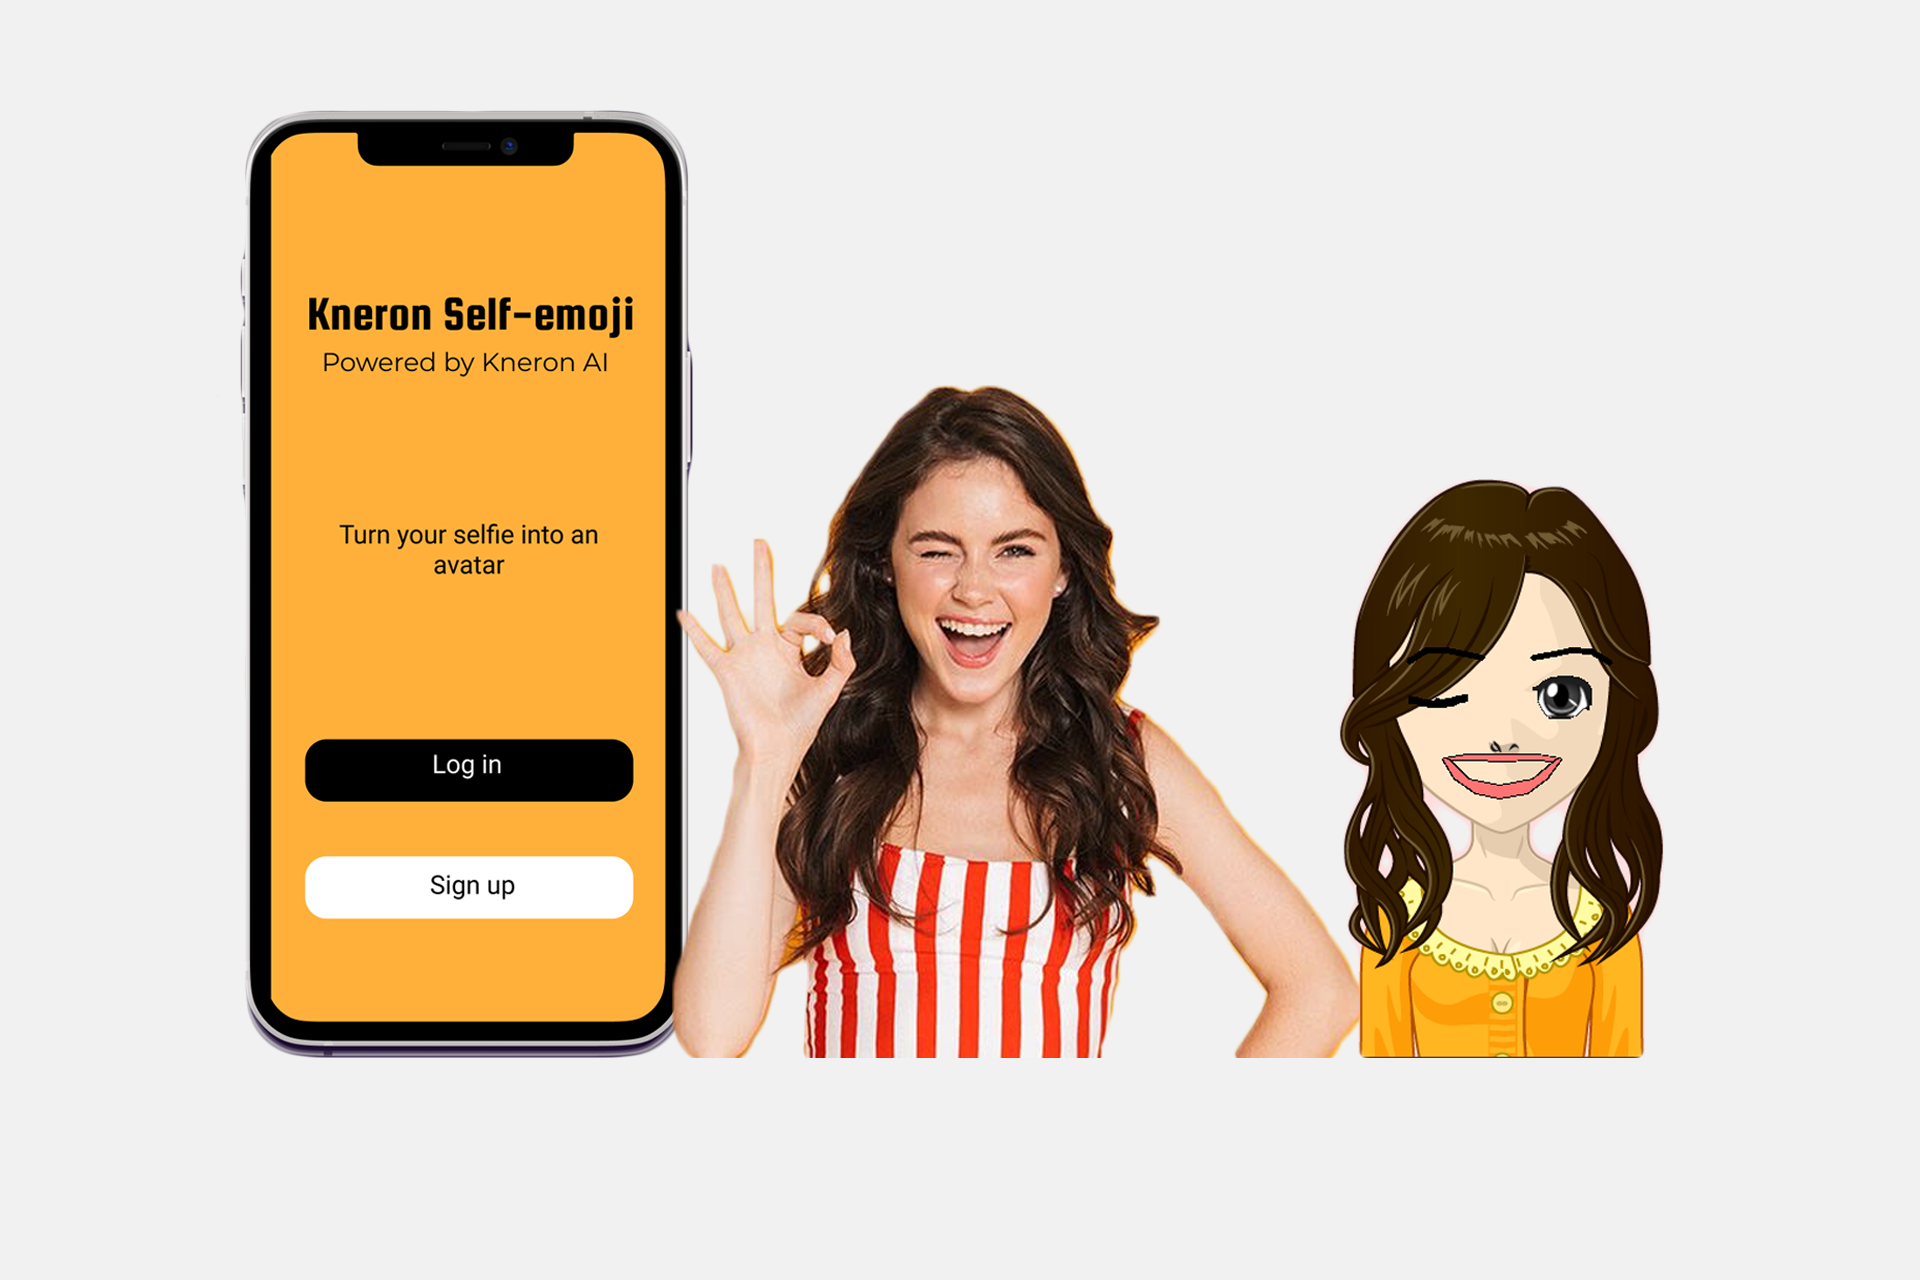 Kneron Self-emoji
Powered by Kneron AI
Turn your selfie into an
avatar
Log in
Sign up